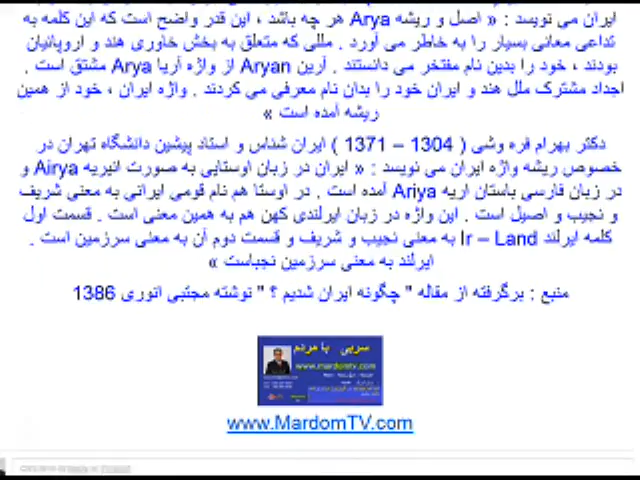 ایران می نویسد : « اصل و ریشه Arya هر چه باشد ، این قدر واضح است که این کلمه به
تداعی معانی بسیار را به خاطر می آورد . مللی که متعلق به بخش خاوری هند و اروپائیان
بودند ، خود را بدین نام مفتخر می دانستند . آرین Aryan از واژه آریا Arya مشتق است .
اجداد مشترک ملل هند و ایران خود را بدان نام معرفی می کردند . واژه ایران ، خود از همین
ریشه آمده است »
دکتر بهرام فره وشی ( 1304 – 1371 ) ایران شناس و استاد پیشین دانشگاه تهران در
خصوص ریشه واژه ایران می نویسد : « ایران در زبان اوستایی به صورت ائیریه Airya و
در زبان فارسی باستان اریه Ariya آمده است . در اوستا هم نام قومی ایرانی به معنی شریف
و نجیب و اصیل است . این واژه در زبان ایرلندی کهن هم به همین معنی است . قسمت اول
کلمه ایرلند Ir – Land به معنی نجیب و شریف و قسمت دوم آن به معنی سرزمین است .
ایرلند به معنی سرزمین نجباست »
منبع : برگرفته از مقاله " چگونه ایران شدیم ؟ " نوشته مجتبی انوری 1386
با مردم
www.mardomtv.com
www.MardomTV.com